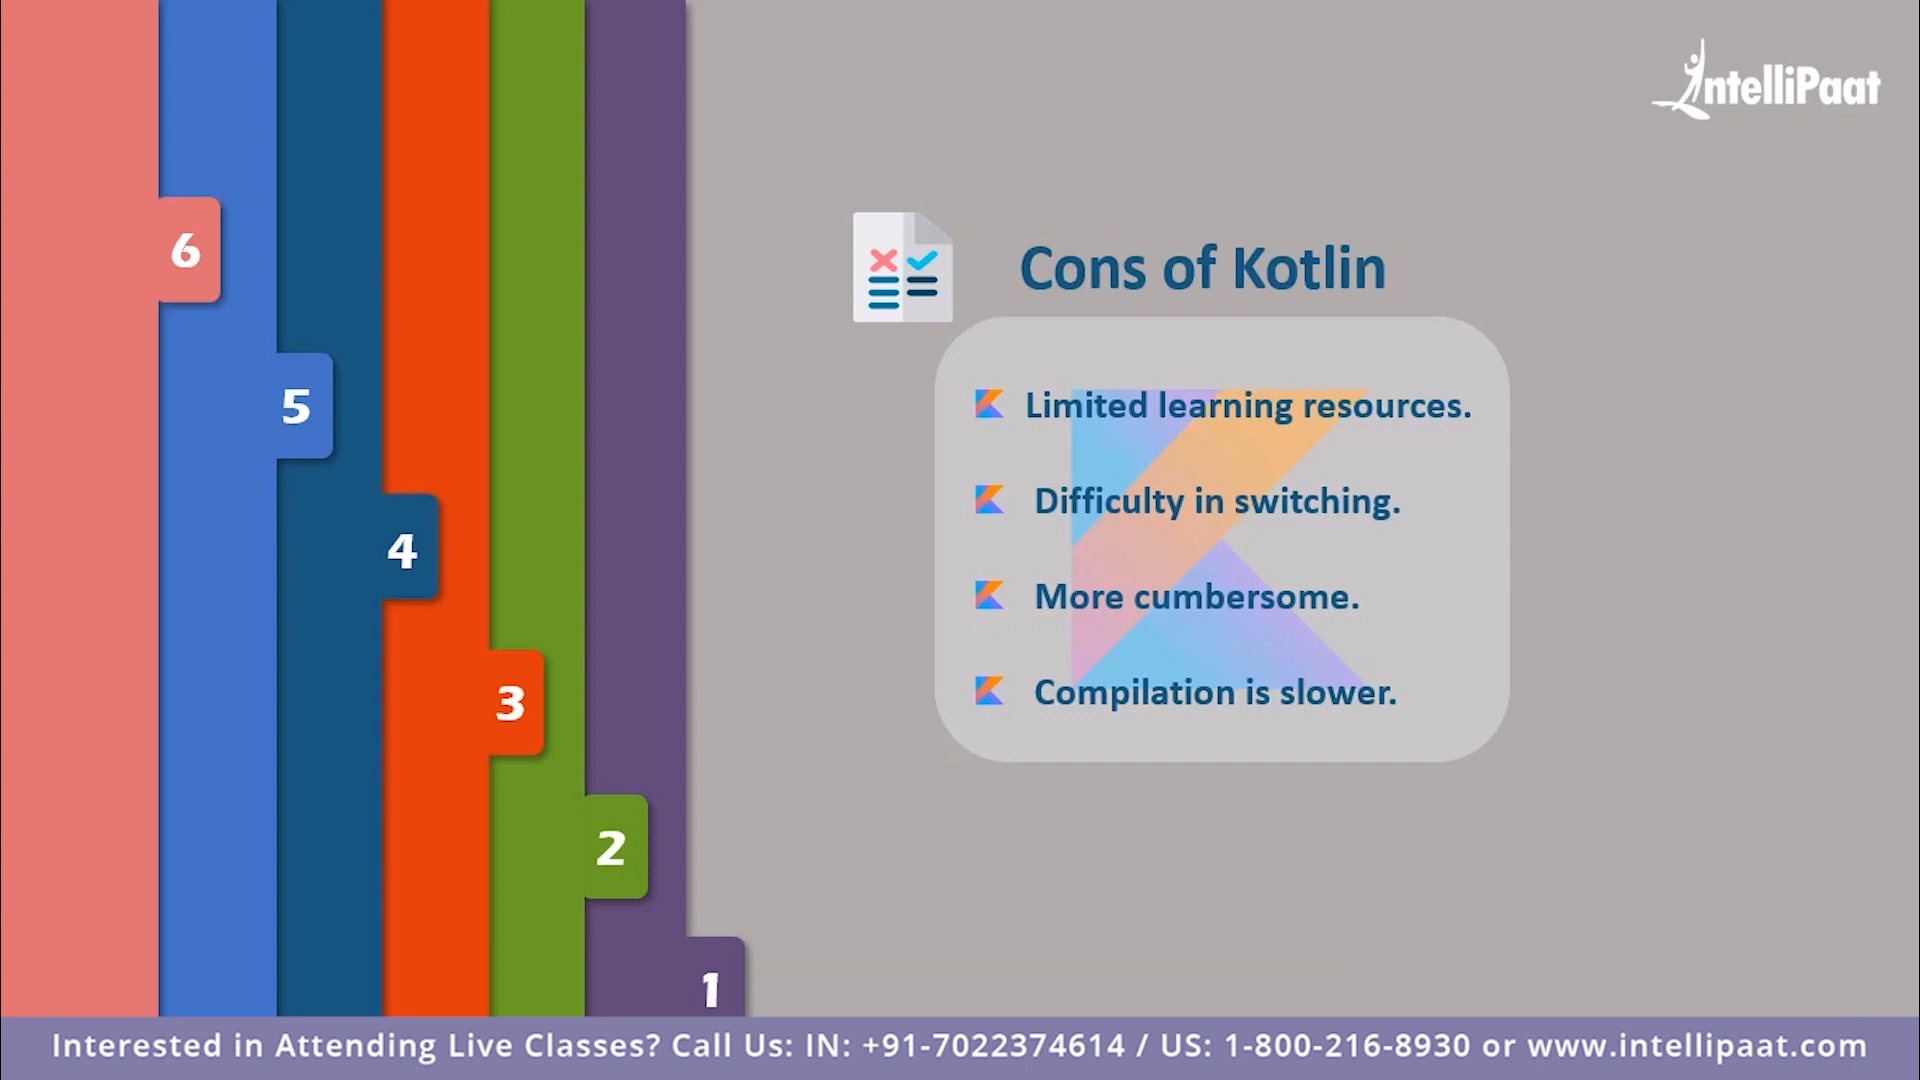 IntelliPaat
6
5
4
3
2
1
Cons of Kotlin
Limited learning resources.
Difficulty in switching.
More cumbersome.
Compilation is slower.
Interested in Attending Live Classes? Call Us: IN: +91-7022374614 / US: 1-800-216-8930 or www.intellipaat.com